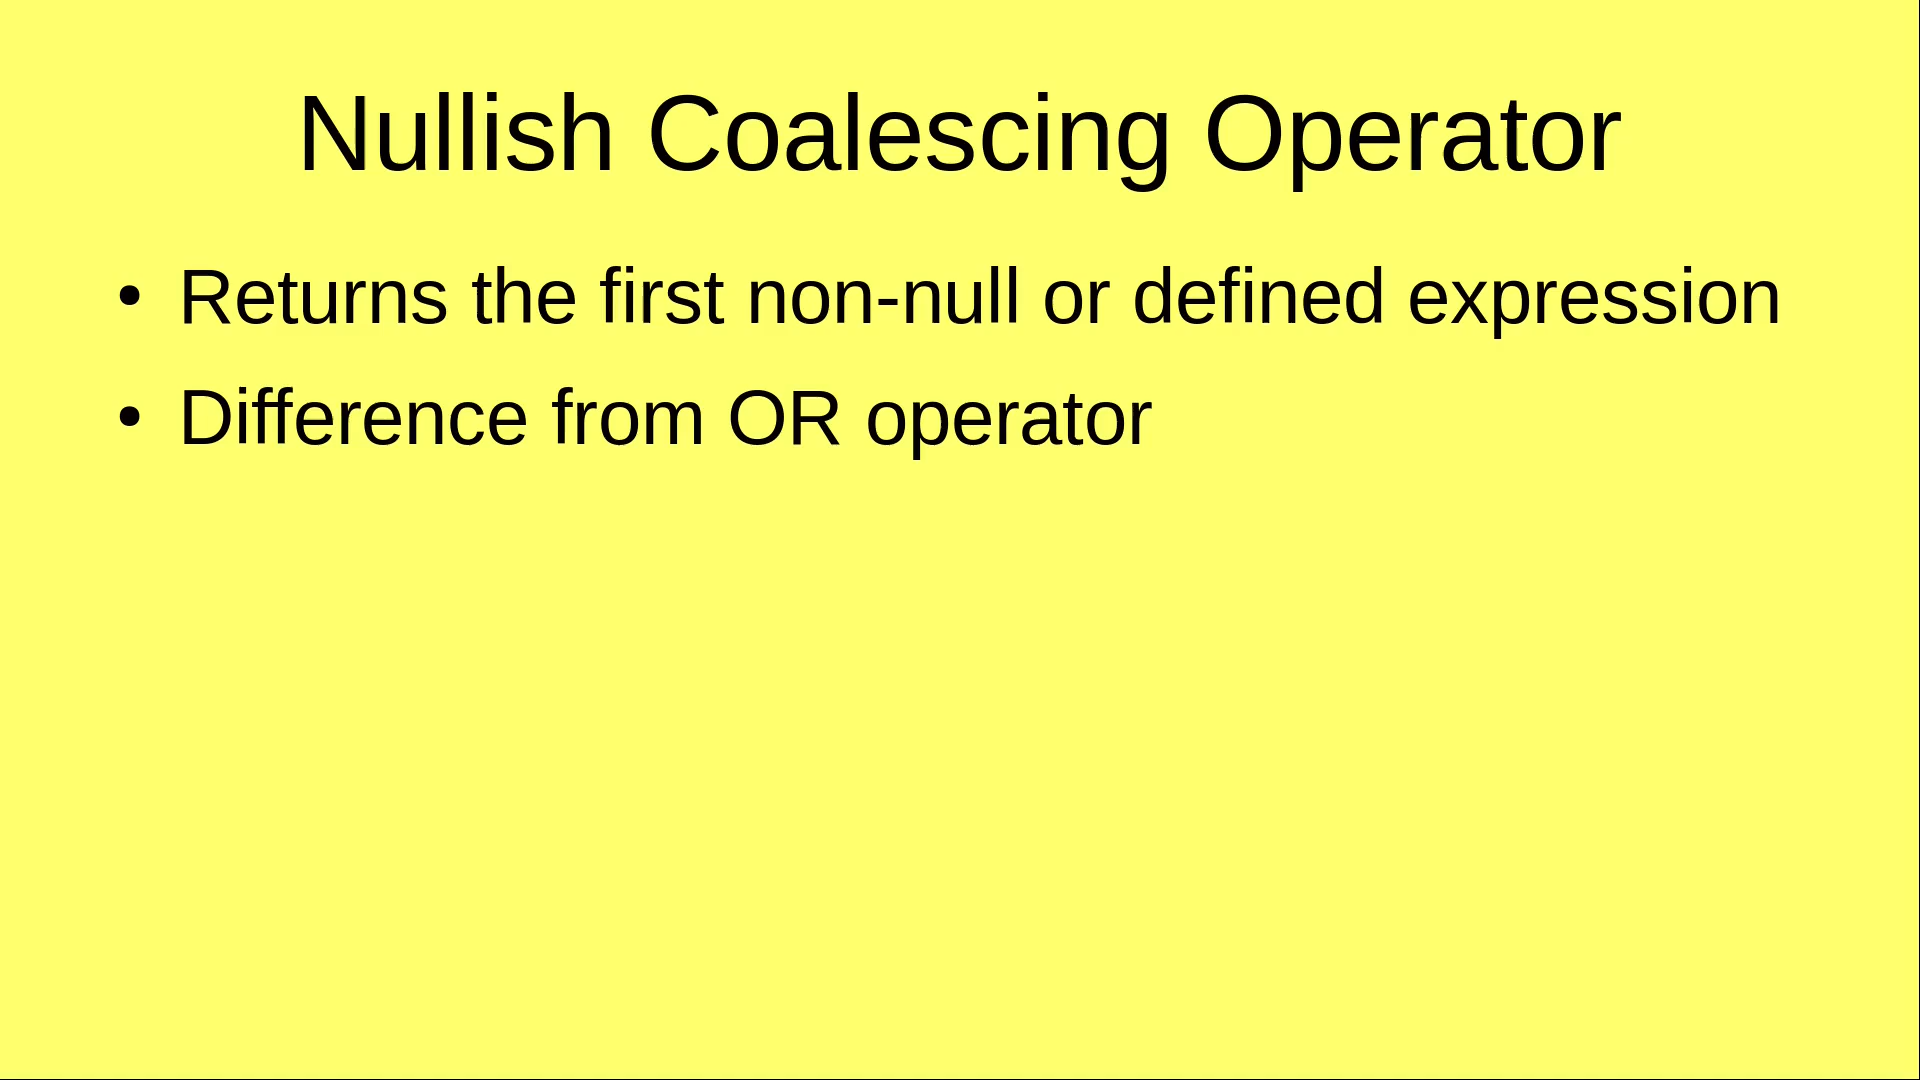 Nullish Coalescing Operator
• Returns the first non-null or defined expression
• Difference from OR operator